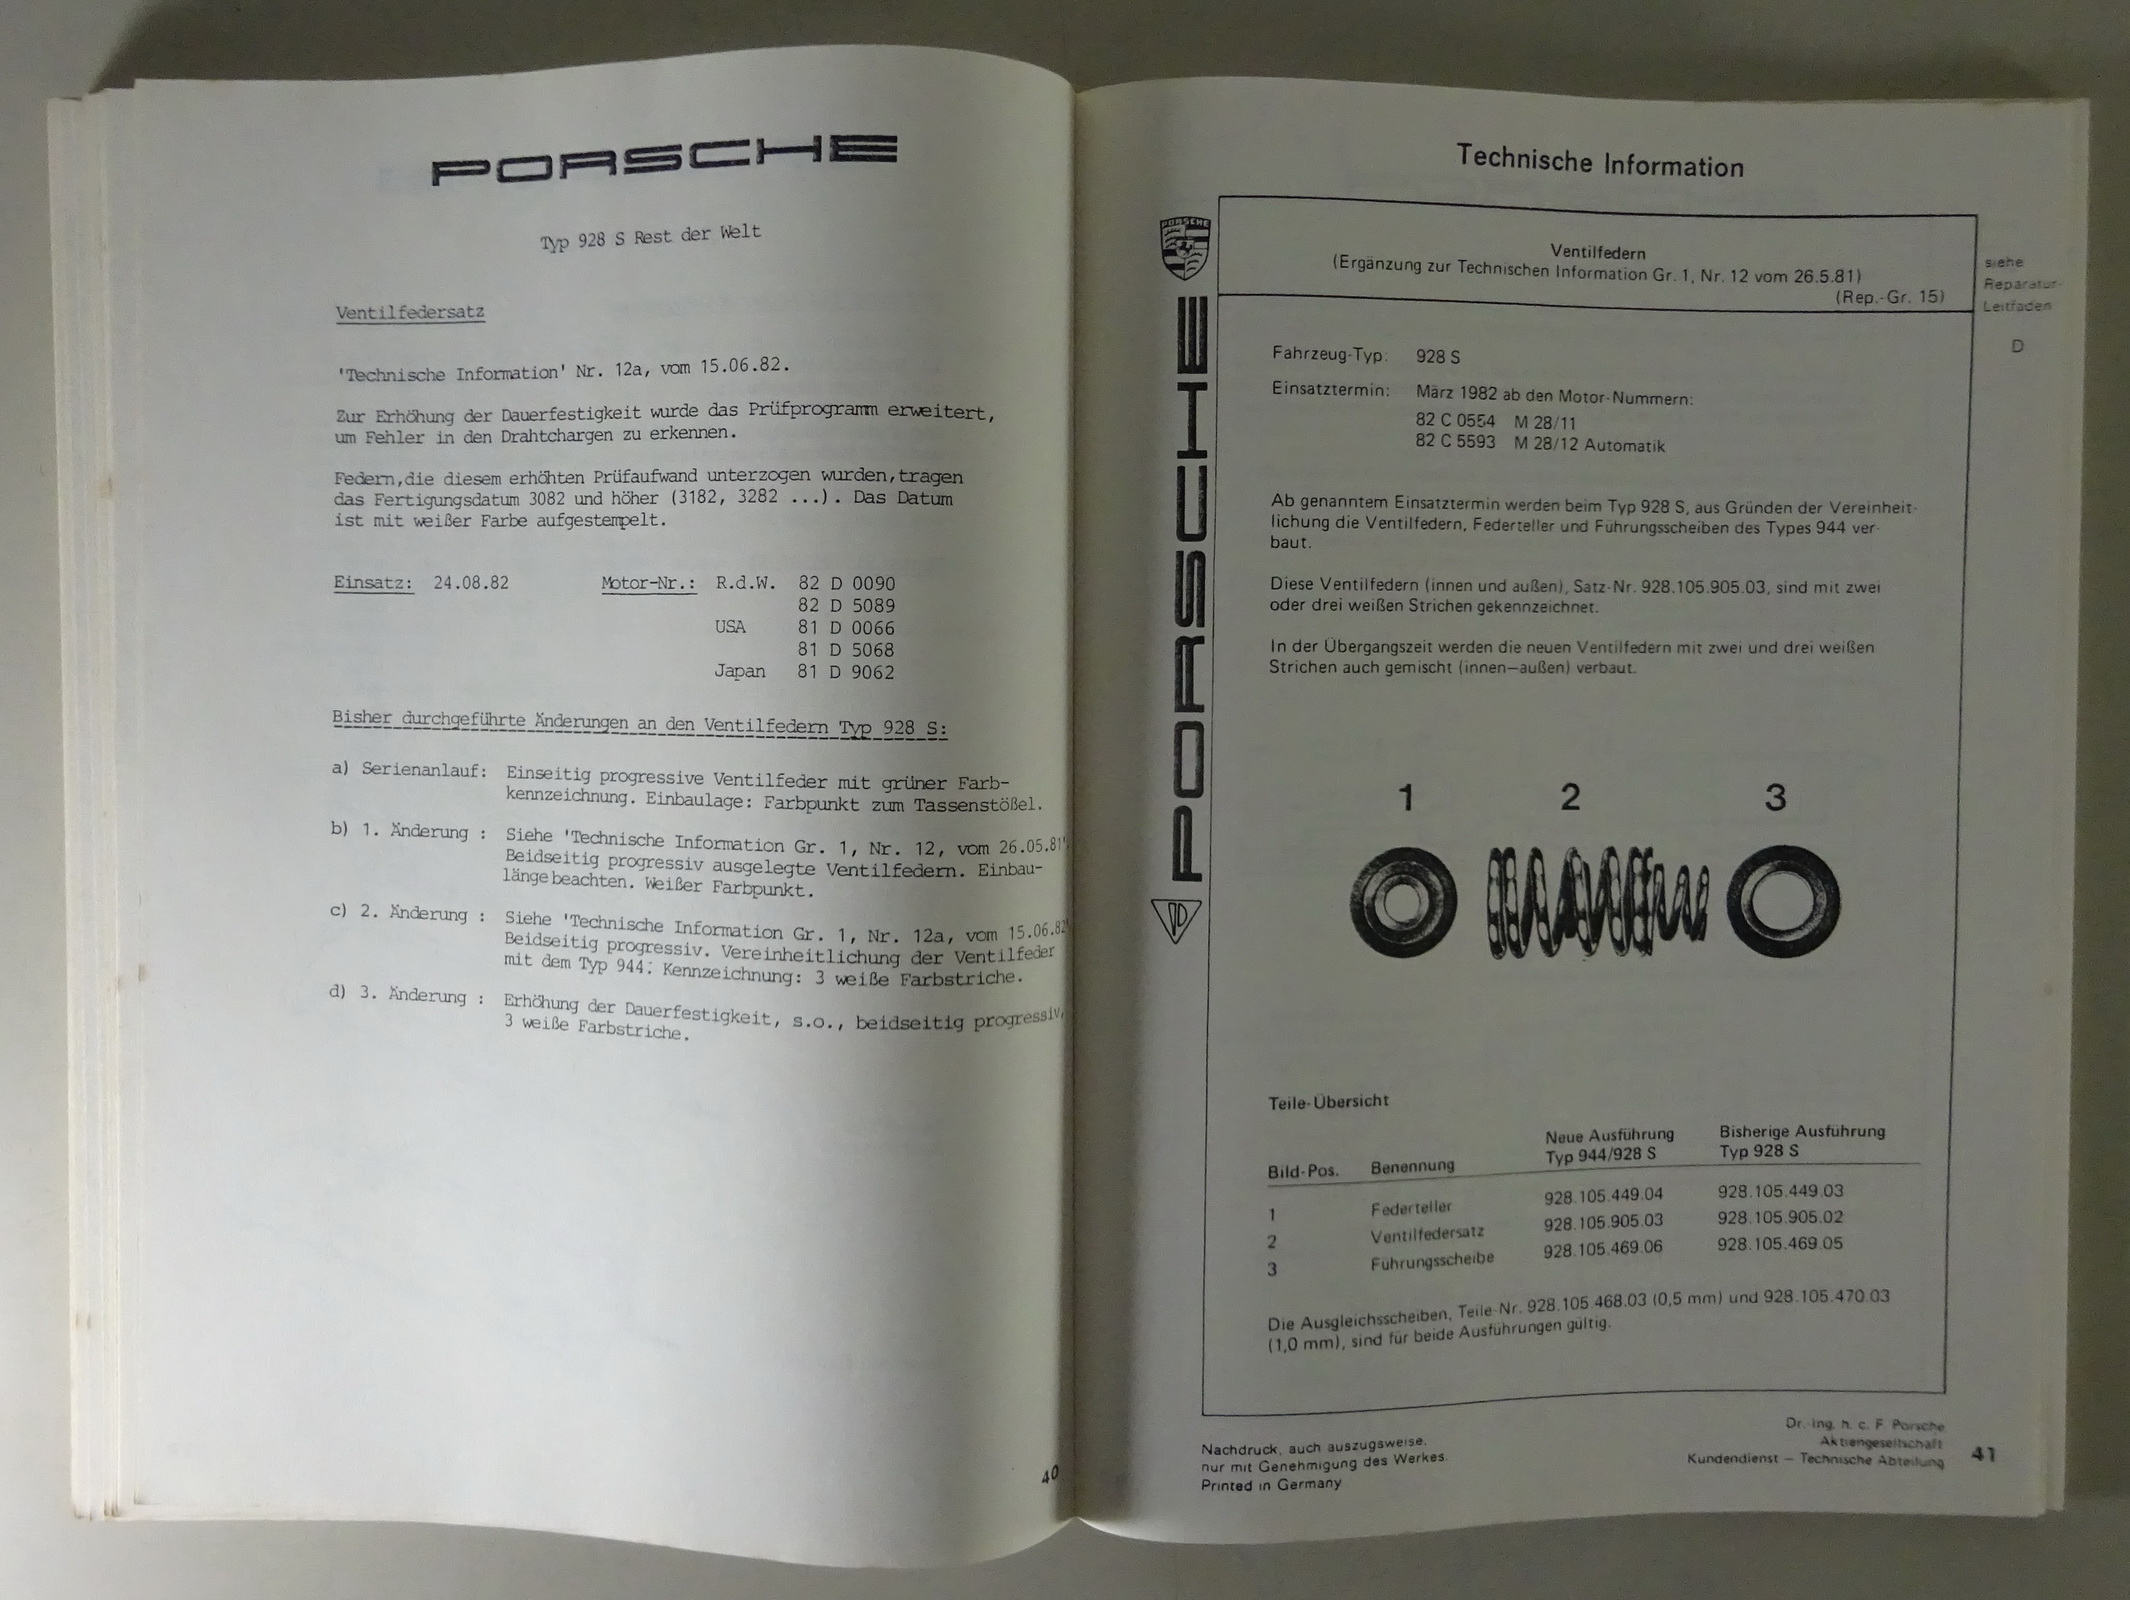 PORSCHE
Typ 928 S Rest der Welt
Ventilfedersatz
'Technische Information' Nr. 12a, vom 15.06.82.
Zur Erhöhung der Dauerfestigkeit wurde das Prüfprogramm erweitert,
um Fehler in den Drahtchargen zu erkennen.
Federn,die diesem erhöhten Prüfaufwand unterzogen wurden,tragen
das Fertigungsdatum 3082 und höher (3182, 3282 ...). Das Datum
ist mit weißer Farbe aufgestempelt.
Einsatz: 24.08.82 Motor-Nr.: R.d.W. 82 D 0090
82 D 5089
USA 81 D 0066
81 D 5068
Japan 81 D 9062
Bisher durchgeführte Änderungen an den Ventilfedern Typ 928 S:
a) Serienanlauf: Einseitig progressive Ventilfeder mit grüner Farb-
kennzeichnung. Einbaulage: Farbpunkt zum Tassenstößel.
b) 1. Änderung : Siehe 'Technische Information Gr. 1, Nr. 12, vom 26.05.81'.
Beidseitig progressiv ausgelegte Ventilfedern. Einbau-
länge beachten. Weißer Farbpunkt.
c) 2. Änderung : Siehe 'Technische Information Gr. 1, Nr. 12a, vom 15.06.82'
Beidseitig progressiv. Vereinheitlichung der Ventilfeder
mit dem Typ 944. Kennzeichnung: 3 weiße Farbstriche.
d) 3. Änderung : Erhöhung der Dauerfestigkeit, s.o., beidseitig progressiv,
3 weiße Farbstriche.
40
Technische Information
PORSCHE
PORSCHE
Ventilfedern
(Ergänzung zur Technischen Information Gr. 1, Nr. 12 vom 26.5.81)
(Rep.-Gr. 15)
siehe
Reparatur-
Leitfaden
D
Fahrzeug-Typ: 928 S
Einsatztermin: März 1982 ab den Motor-Nummern:
82 C 0554 M 28/11
82 C 5593 M 28/12 Automatik
Ab genanntem Einsatztermin werden beim Typ 928 S, aus Gründen der Vereinheit-
lichung die Ventilfedern, Federteller und Führungsscheiben des Types 944 ver-
baut.
Diese Ventilfedern (innen und außen), Satz-Nr. 928.105.905.03, sind mit zwei
oder drei weißen Strichen gekennzeichnet.
In der Übergangszeit werden die neuen Ventilfedern mit zwei und drei weißen
Strichen auch gemischt (innen–außen) verbaut.
1 2 3
Teile-Übersicht
Neue Ausführung Bisherige Ausführung
Bild-Pos. Benennung Typ 944/928 S Typ 928 S
1 Federteller 928.105.449.04 928.105.449.03
2 Ventilfedersatz 928.105.905.03 928.105.905.02
3 Führungsscheibe 928.105.469.06 928.105.469.05
Die Ausgleichsscheiben, Teile-Nr. 928.105.468.03 (0,5 mm) und 928.105.470.03
(1,0 mm), sind für beide Ausführungen gültig.
Nachdruck, auch auszugsweise,
nur mit Genehmigung des Werkes.
Printed in Germany
Dr.-Ing. h. c. F. Porsche
Aktiengesellschaft
Kundendienst – Technische Abteilung
41